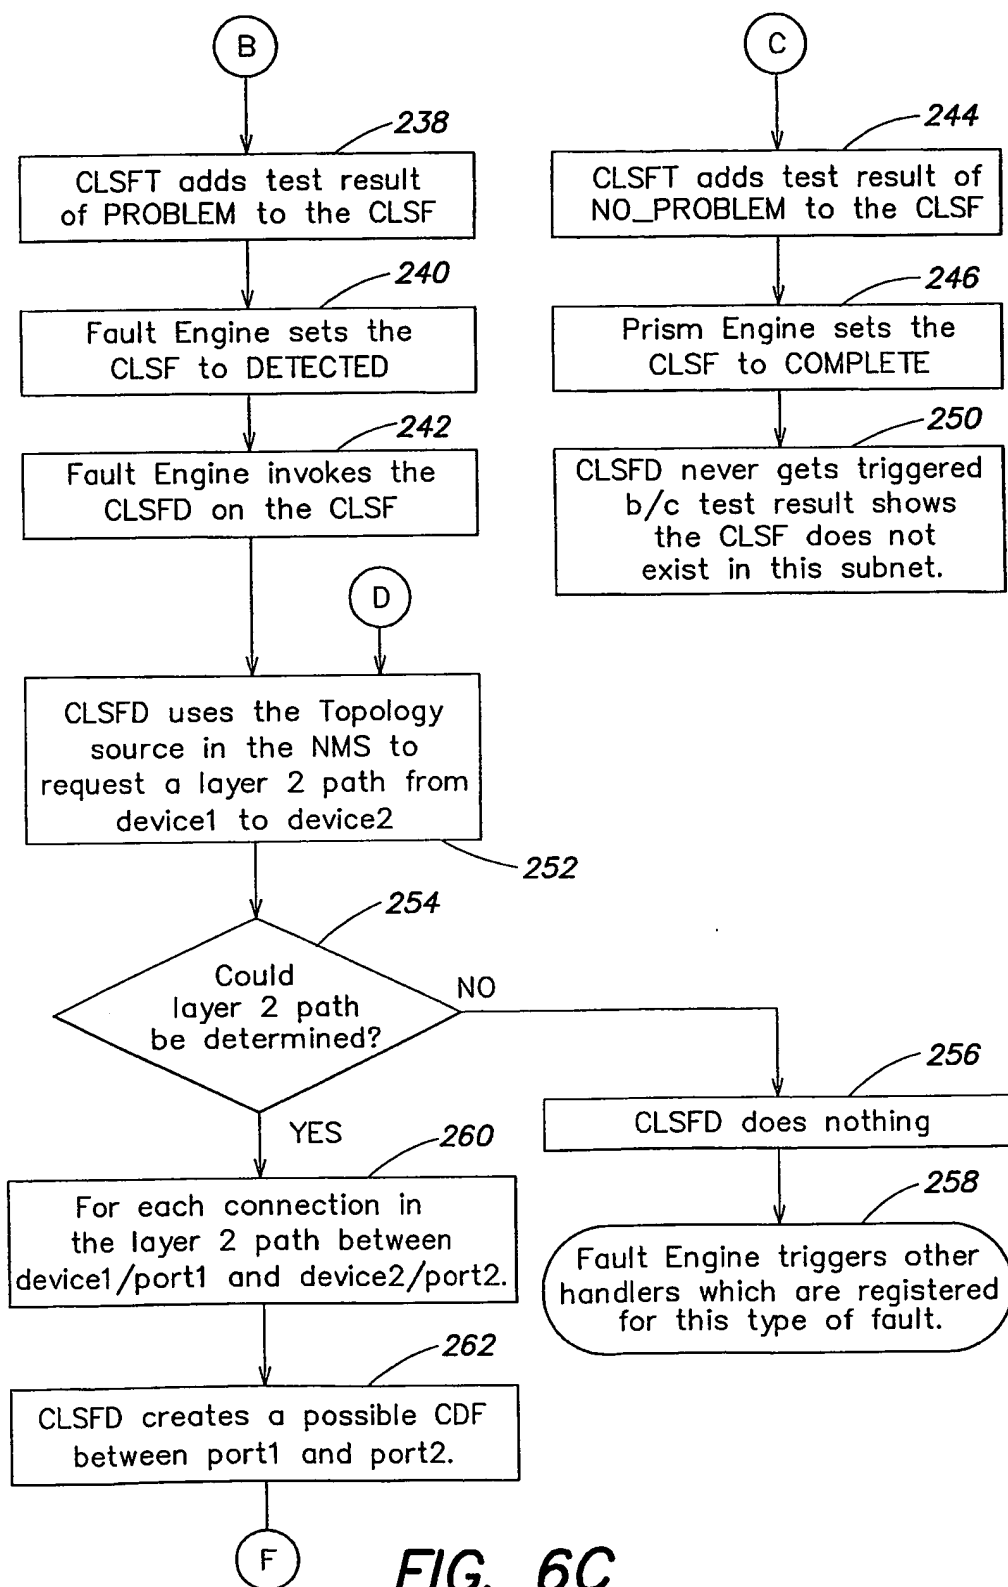 B
238
CLSFT adds test result
of PROBLEM to the CLSF
240
Fault Engine sets the
CLSF to DETECTED
242
Fault Engine invokes the
CLSFD on the CLSF
D
CLSFD uses the Topology
source in the NMS to
request a layer 2 path from
device1 to device2
252
254
Could
layer 2 path
be determined?
NO
YES
260
For each connection in
the layer 2 path between
device1/port1 and device2/port2.
262
CLSFD creates a possible CDF
between port1 and port2.
F
C
244
CLSFT adds test result of
NO_PROBLEM to the CLSF
246
Prism Engine sets the
CLSF to COMPLETE
250
CLSFD never gets triggered
b/c test result shows
the CLSF does not
exist in this subnet.
256
CLSFD does nothing
258
Fault Engine triggers other
handlers which are registered
for this type of fault.
FIG. 6C